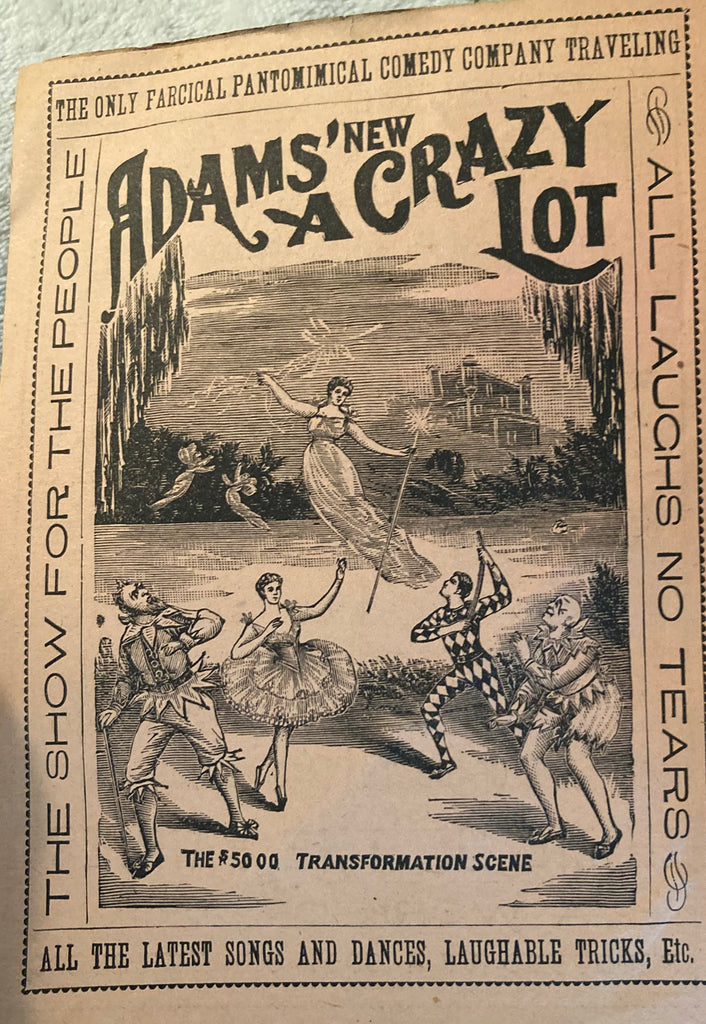 THE ONLY FARCICAL PANTOMIMICAL COMEDY COMPANY TRAVELING
ADAMS' NEW
A CRAZY
LOT
THE SHOW FOR THE PEOPLE
ALL LAUGHS NO TEARS
THE $5000 TRANSFORMATION SCENE
ALL THE LATEST SONGS AND DANCES, LAUGHABLE TRICKS, Etc.